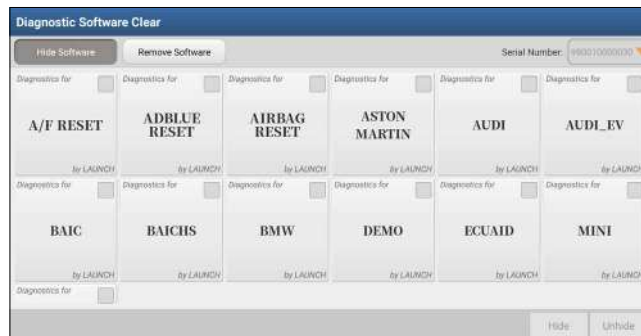 Diagnostic Software Clear
Hide Software
Remove Software
Serial Number:
Diagnostics for
Diagnostics for
Diagnostics for
Diagnostics for
Diagnostics for
Diagnostics for
A/F RESET
ADBLUE
RESET
AIRBAG
RESET
ASTON
MARTIN
AUDI
AUDI_EV
by LAUNCH
by LAUNCH
by LAUNCH
by LAUNCH
by LAUNCH
by LAUNCH
Diagnostics for
Diagnostics for
Diagnostics for
Diagnostics for
Diagnostics for
Diagnostics for
BAIC
BAICHS
BMW
DEMO
ECUAID
MINI
by LAUNCH
by LAUNCH
by LAUNCH
by LAUNCH
by LAUNCH
by LAUNCH
Diagnostics for
Hide
Unhide